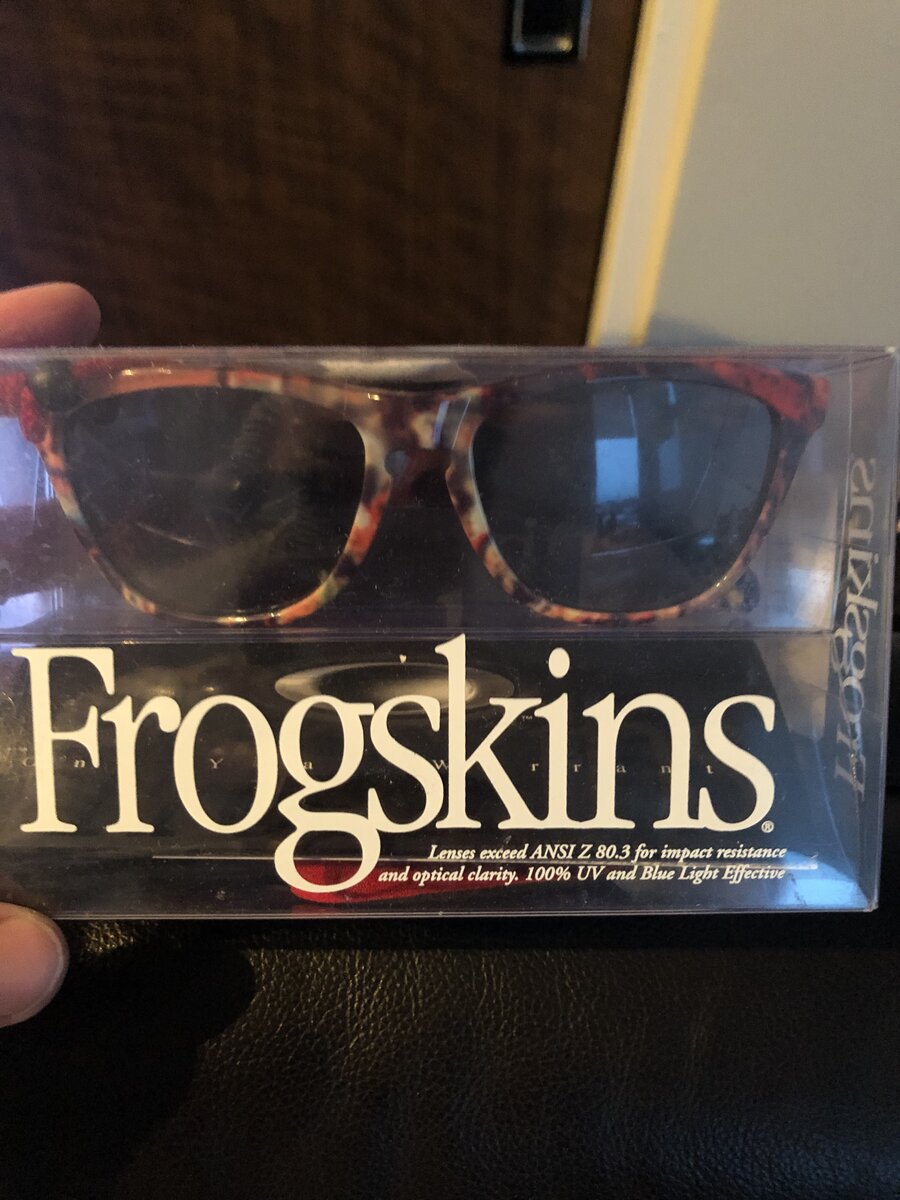 Frogskins®
Lenses exceed ANSI Z 80.3 for impact resistance
and optical clarity. 100% UV and Blue Light Effective
Frogskins